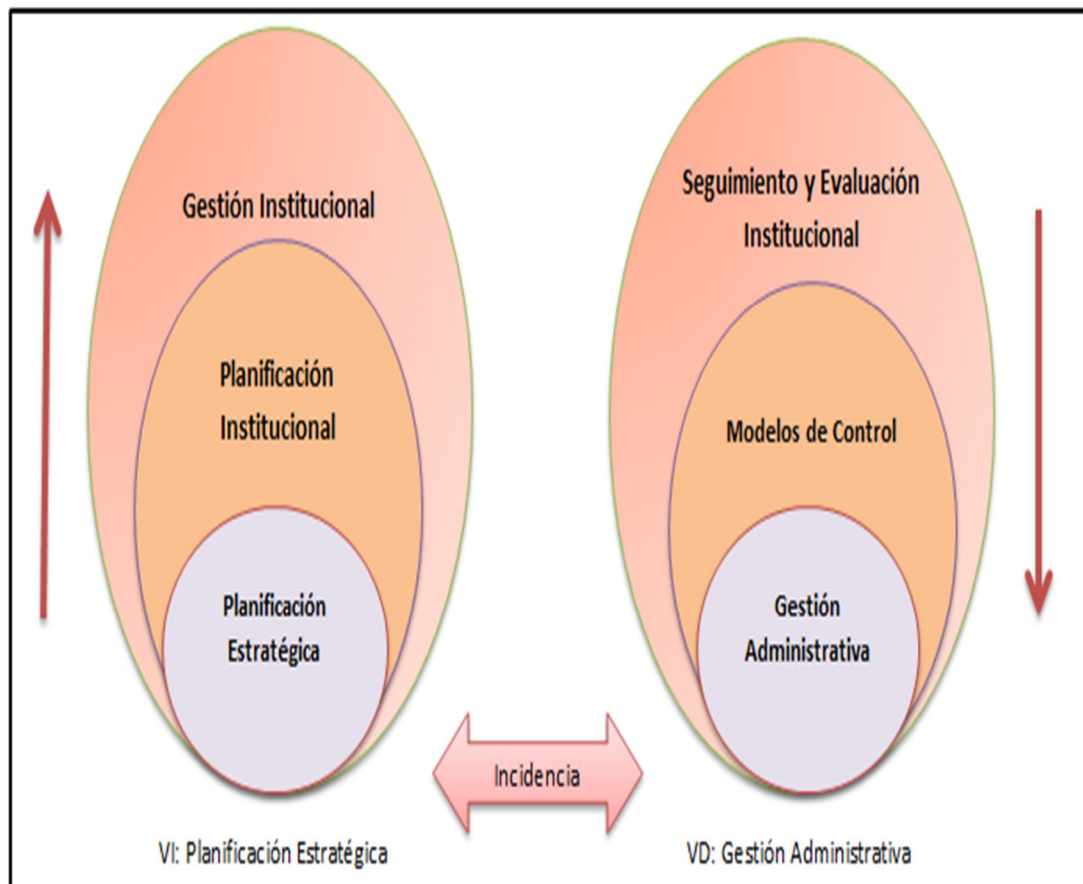 Gestión Institucional
Planificación
Institucional
Planificación
Estratégica
Seguimiento y Evaluación
Institucional
Modelos de Control
Gestión
Administrativa
Incidencia
VI: Planificación Estratégica
VD: Gestión Administrativa